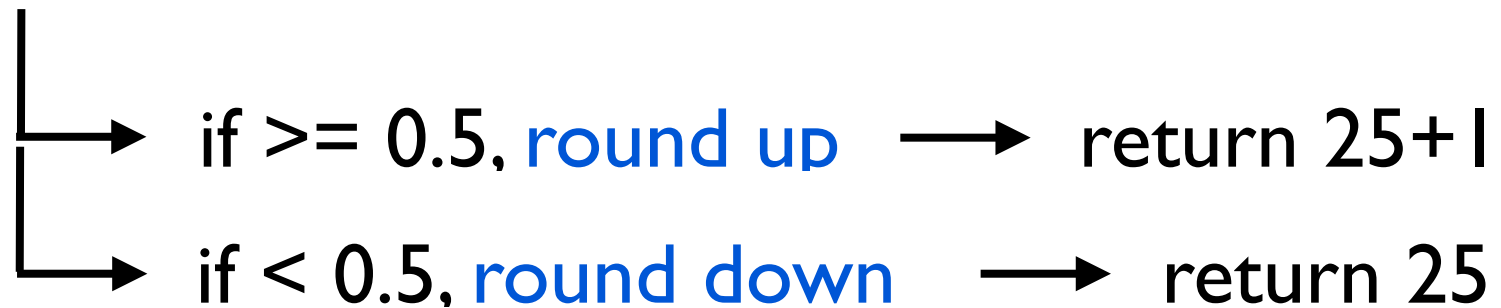 if >= 0.5, round up → return 25+1
if < 0.5, round down → return 25